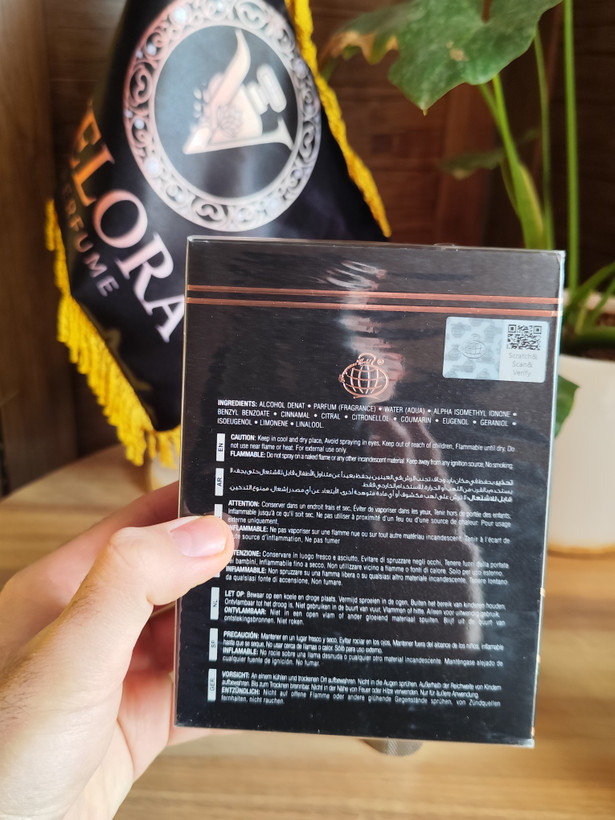 ELORA
PERFUME
Scratch&
Scan&
Verify
INGREDIENTS: ALCOHOL DENAT • PARFUM (FRAGRANCE) • WATER (AQUA) • ALPHA ISOMETHYL IONONE •
BENZYL BENZOATE • CINNAMAL • CITRAL • CITRONELLOL • COUMARIN • EUGENOL • GERANIOL •
ISOEUGENOL • LIMONENE • LINALOOL.
EN
CAUTION: Keep in cool and dry place, Avoid spraying in eyes, Keep out of reach of children, Flammable until dry, Do
not use near flame or heat. For external use only.
FLAMMABLE: Do not spray on a naked flame or any other incandescent material. Keep away from any ignition source, No smoking.
AR
ATTENTION: Conserver dans un endroit frais et sec, Éviter de vaporiser dans les yeux, Tenir hors de portée des enfants,
Inflammable jusqu'à ce qu'il soit sec, Ne pas utiliser à proximité d'un feu ou d'une source de chaleur. Pour usage
externe uniquement.
INFLAMMABLE: Ne pas vaporiser sur une flamme nue ou sur tout autre matériau incandescent, Tenir à l'écart de
source d'inflammation, Ne pas fumer
ATTENZIONE: Conservare in luogo fresco e asciutto, Evitare di spruzzare negli occhi, Tenere fuori dalla portata
dei bambini, infiammabile fino a secco, Non utilizzare vicino a fiamme o fonti di calore. Solo per uso esterno.
INFIAMMABILE: Non spruzzare su una fiamma libera o su qualsiasi altro materiale incandescente, Tenere lontano
da qualsiasi fonte di accensione, Non fumare.
NL
LET OP: Bewaar op een koele en droge plaats, Vermijd sproeien in de ogen, Buiten het bereik van kinderen houden,
Ontvlambaar tot het droog is. Niet gebruiken in de buurt van vuur, Vlammen of hitte. Alleen voor uitwendig gebruik.
ONTVLAMBAAR: Niet in een open vlam of ander gloeiend materiaal spuiten. Blijf uit de buurt van
ontstekingsbronnen. Niet roken.
SP
PRECAUCIÓN: Mantener en un lugar fresco y seco, Evitar rociar en los ojos, Mantener fuera del alcance de los niños, inflamable
hasta que se seque, No usar cerca de llamas o calor. Sólo para uso externo.
INFLAMABLE: No rocíe sobre una llama desnuda o cualquier otro material incandescente. Manténgase alejado de
cualquier fuente de ignición. No fumar.
GER
VORSICHT: An einem kühlen und trockenen Ort aufbewahren. Nicht in die Augen sprühen. Außerhalb der Reichweite von Kindern
aufbewahren. Bis zum Trocknen brennbar. Nicht in der Nähe von Feuer oder Hitze verwenden. Nur für äußere Anwendung.
ENTZÜNDLICH: Nicht auf offene Flamme oder andere glühende Gegenstände sprühen, von Zündquellen
fernhalten, nicht rauchen.